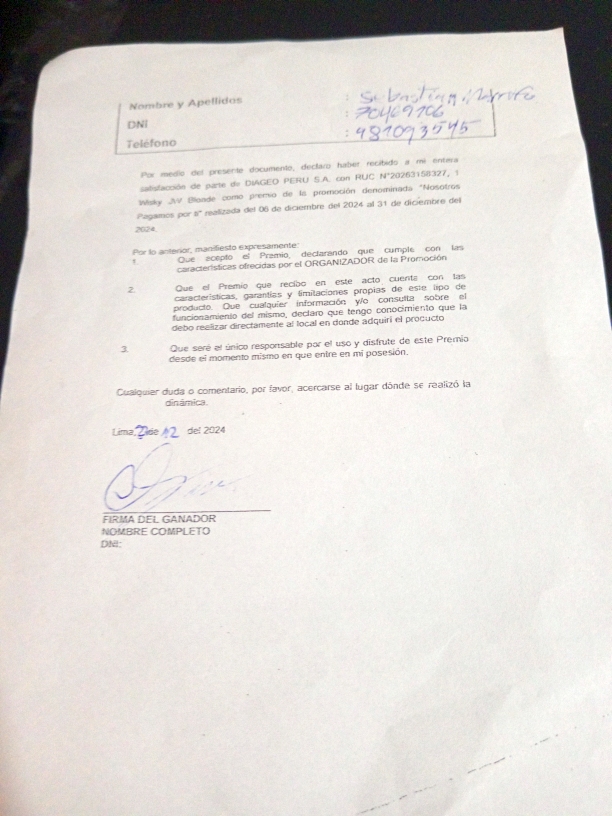 Nombre y Apellidos : Sebastian
DNI : 70469106
Teléfono : 981093545
Por medio del presente documento, declaro haber recibido a mi entera
satisfacción de parte de DIAGEO PERU S.A. con RUC N°20263158327, 1
Wisky JW Blonde como premio de la promoción denominada "Nosotros
Pagamos por ti" realizada del 06 de diciembre del 2024 al 31 de diciembre del
2024.
Por lo anterior, manifiesto expresamente:
1. Que acepto el Premio, declarando que cumple con las
características ofrecidas por el ORGANIZADOR de la Promoción
2. Que el Premio que recibo en este acto cuenta con las
características, garantías y limitaciones propias de este tipo de
producto. Que cualquier información y/o consulta sobre el
funcionamiento del mismo, declaro que tengo conocimiento que la
debo realizar directamente al local en donde adquirí el producto
3. Que seré el único responsable por el uso y disfrute de este Premio
desde el momento mismo en que entre en mi posesión.
Cualquier duda o comentario, por favor, acercarse al lugar dónde se realizó la
dinámica.
Lima, de 12 del 2024
FIRMA DEL GANADOR
NOMBRE COMPLETO
DNI: